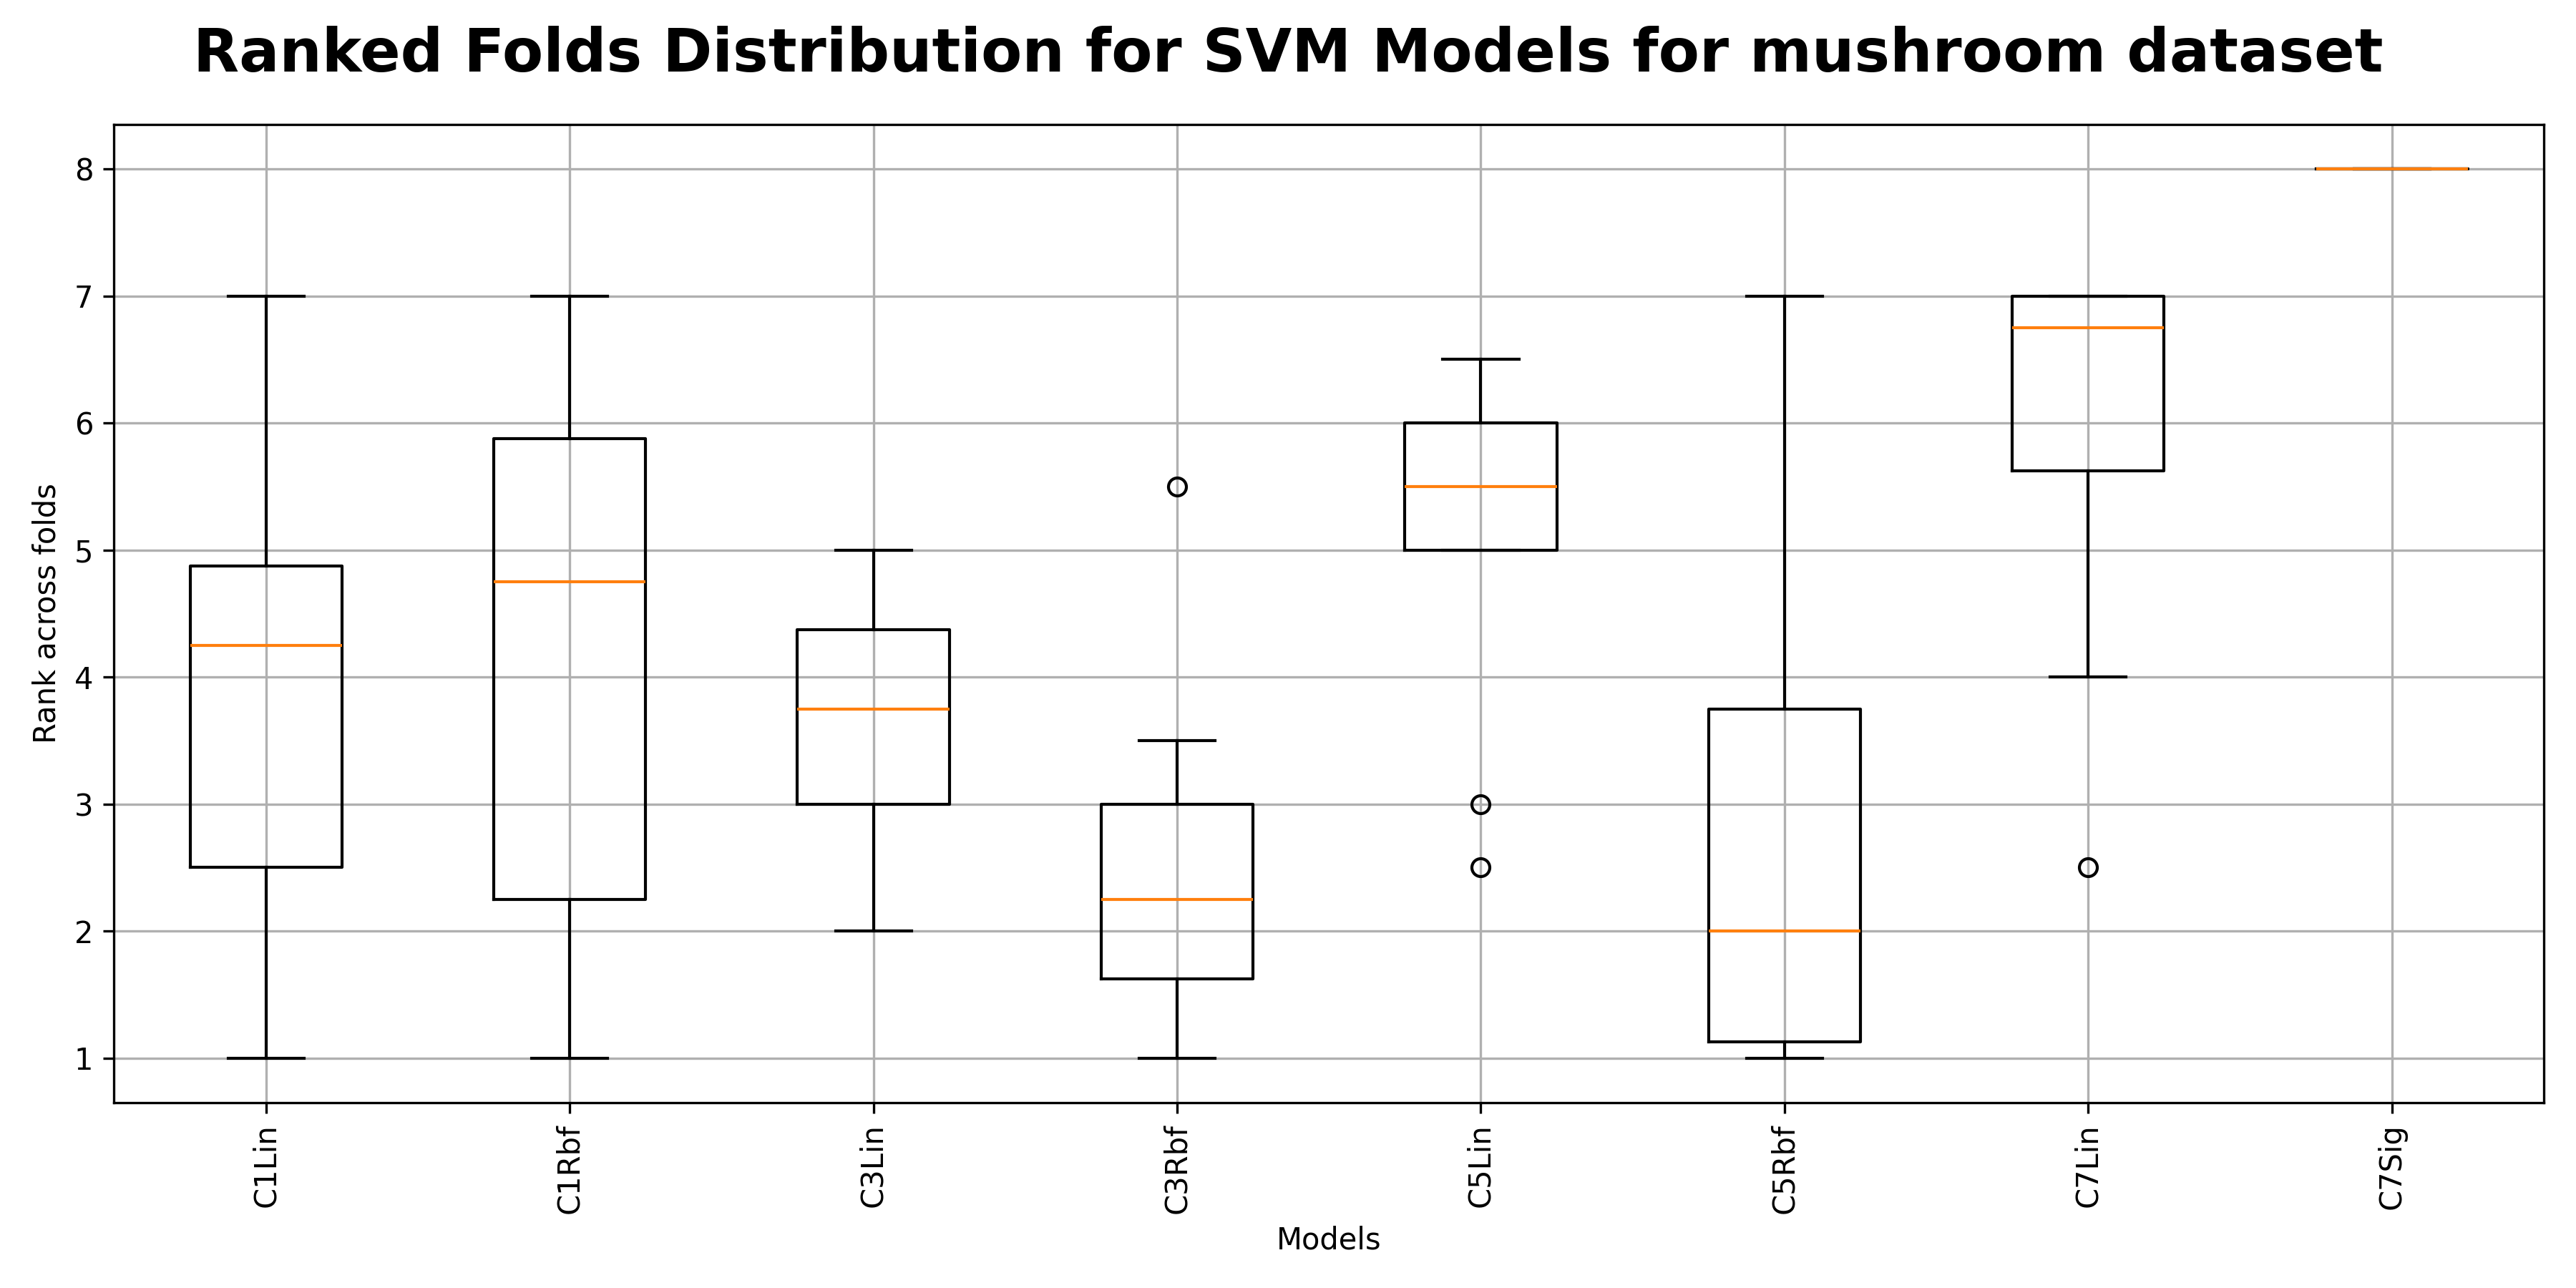 Ranked Folds Distribution for SVM Models for mushroom dataset
Rank across folds
8
7
6
5
4
3
2
1
C1Lin
C1Rbf
C3Lin
C3Rbf
C5Lin
C5Rbf
C7Lin
C7Sig
Models